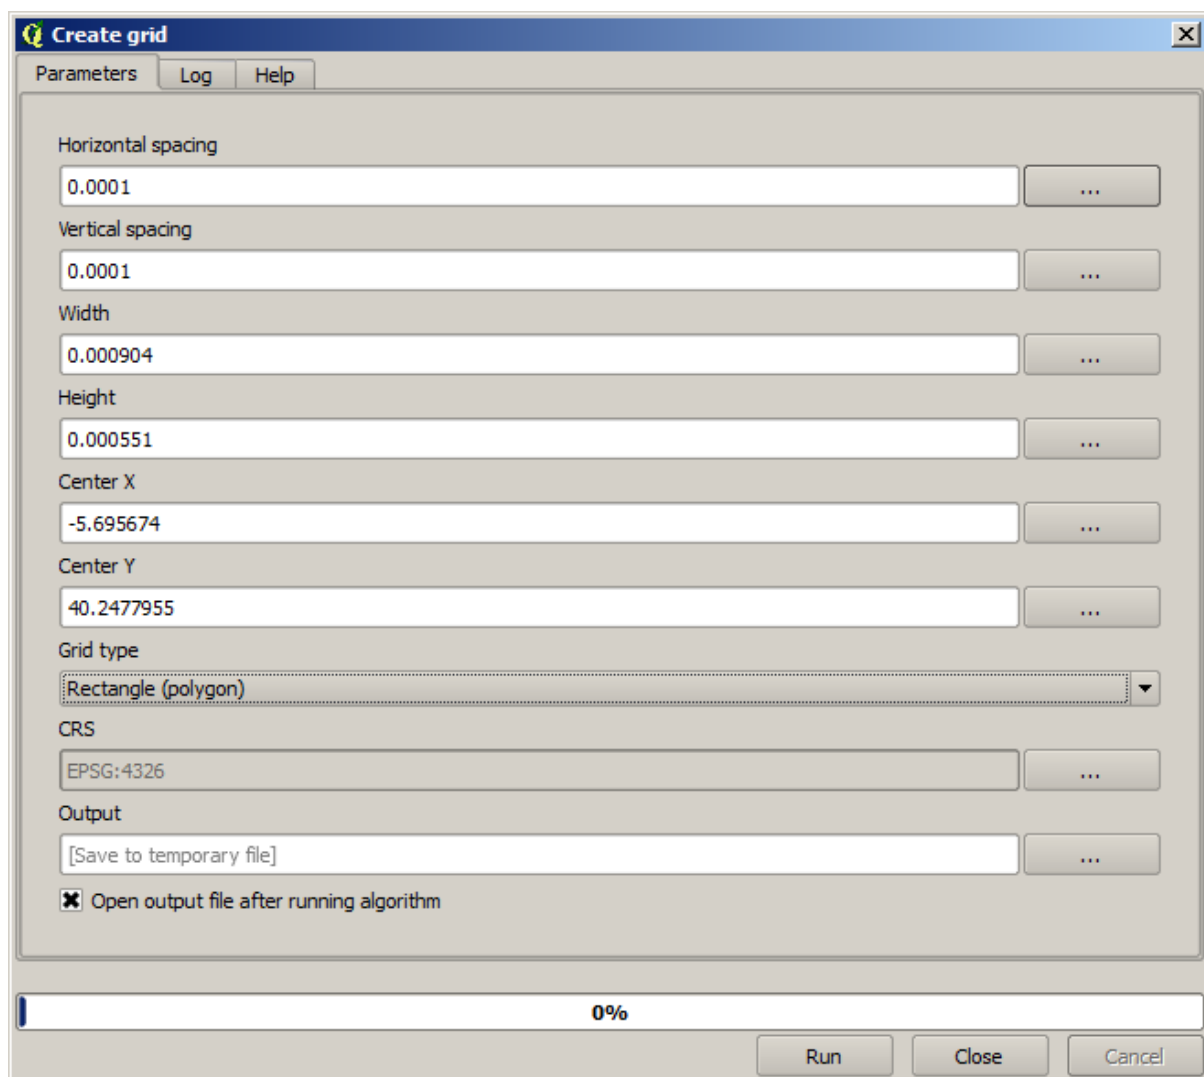 Create grid
Parameters Log Help
Horizontal spacing
0.0001 ...
Vertical spacing
0.0001 ...
Width
0.000904 ...
Height
0.000551 ...
Center X
-5.695674 ...
Center Y
40.2477955 ...
Grid type
Rectangle (polygon)
CRS
EPSG:4326 ...
Output
[Save to temporary file] ...
Open output file after running algorithm
0%
Run Close Cancel